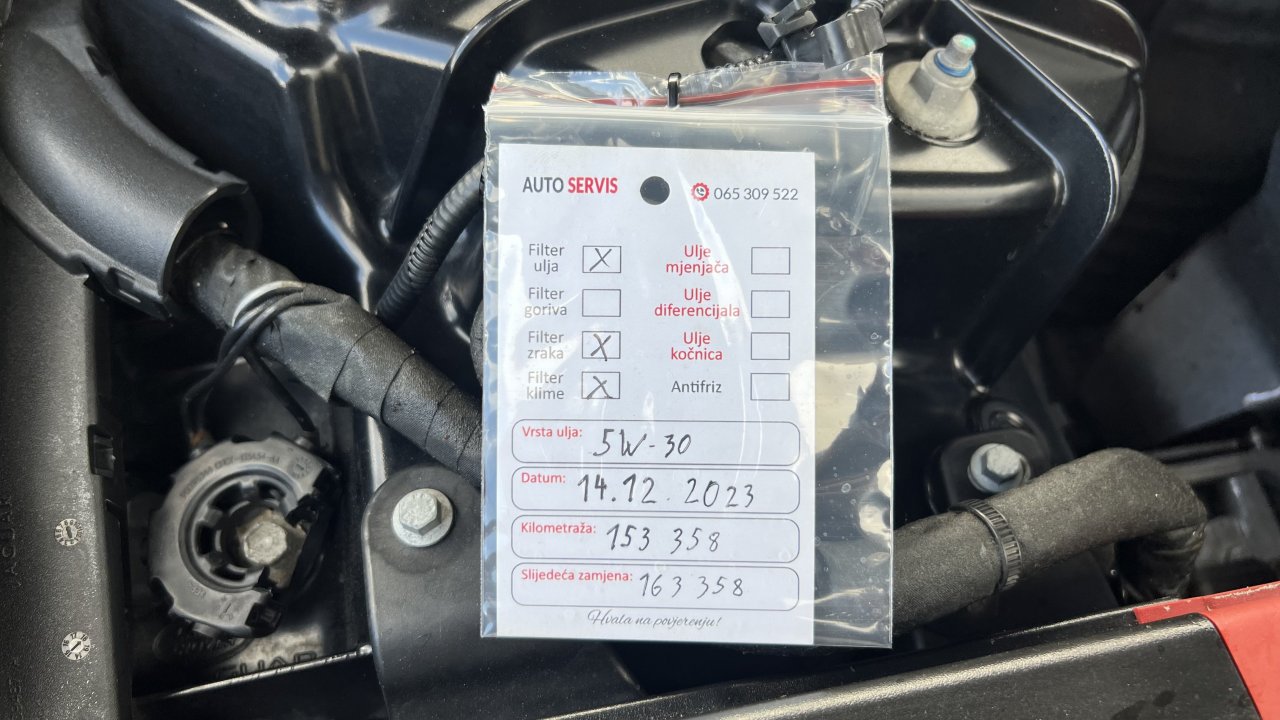 AUTO SERVIS 065 309 522
Filter ulja X
Ulje mjenjača
Filter goriva
Ulje diferencijala
Filter zraka X
Ulje kočnica
Filter klime X
Antifriz
Vrsta ulja: 5W-30
Datum: 14.12.2023
Kilometraža: 153 358
Slijedeća zamjena: 163 358
Hvala na povjerenju!